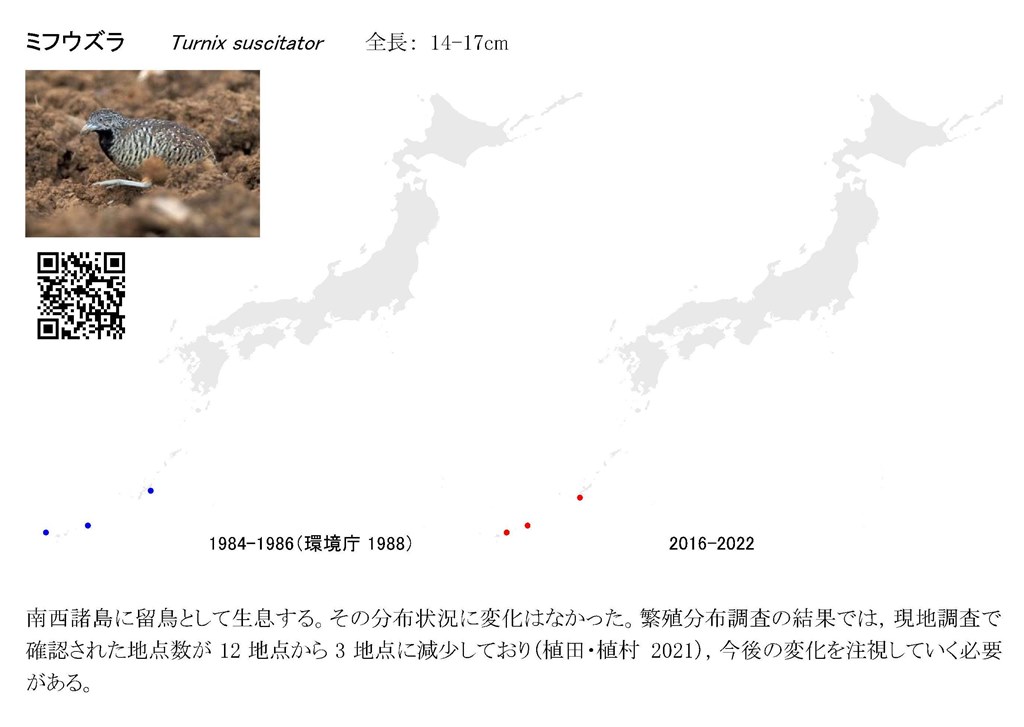 ミフウズラ Turnix suscitator 全長: 14-17cm
1984-1986(環境庁 1988)
2016-2022
南西諸島に留鳥として生息する。その分布状況に変化はなかった。繁殖分布調査の結果では,現地調査で
確認された地点数が 12 地点から 3 地点に減少しており(植田・植村 2021),今後の変化を注視していく必要
がある。